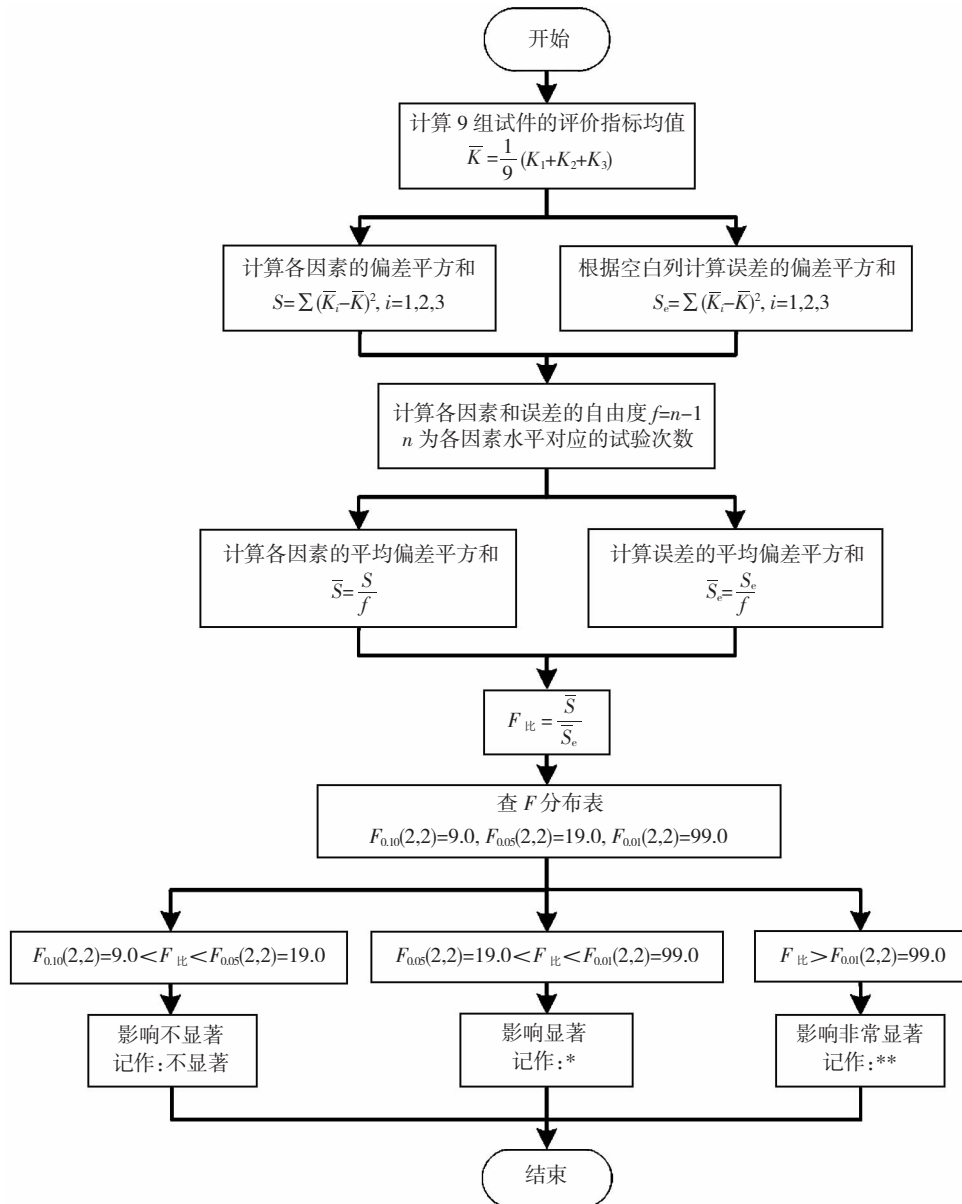 开始
计算 9 组试件的评价指标均值
K̅ = 1/9 (K₁+K₂+K₃)
计算各因素的偏差平方和
S=∑(K̅ᵢ−K̅)², i=1,2,3
根据空白列计算误差的偏差平方和
Sₑ=∑(K̅ᵢ−K̅)², i=1,2,3
计算各因素和误差的自由度 f=n−1
n 为各因素水平对应的试验次数
计算各因素的平均偏差平方和
S̅=S/f
计算误差的平均偏差平方和
S̅ₑ=Sₑ/f
F比=S̅/S̅ₑ
查 F 分布表
F0.10(2,2)=9.0, F0.05(2,2)=19.0, F0.01(2,2)=99.0
F0.10(2,2)=9.0<F比<F0.05(2,2)=19.0
F0.05(2,2)=19.0<F比<F0.01(2,2)=99.0
F比>F0.01(2,2)=99.0
影响不显著
记作:不显著
影响显著
记作:*
影响非常显著
记作:**
结束